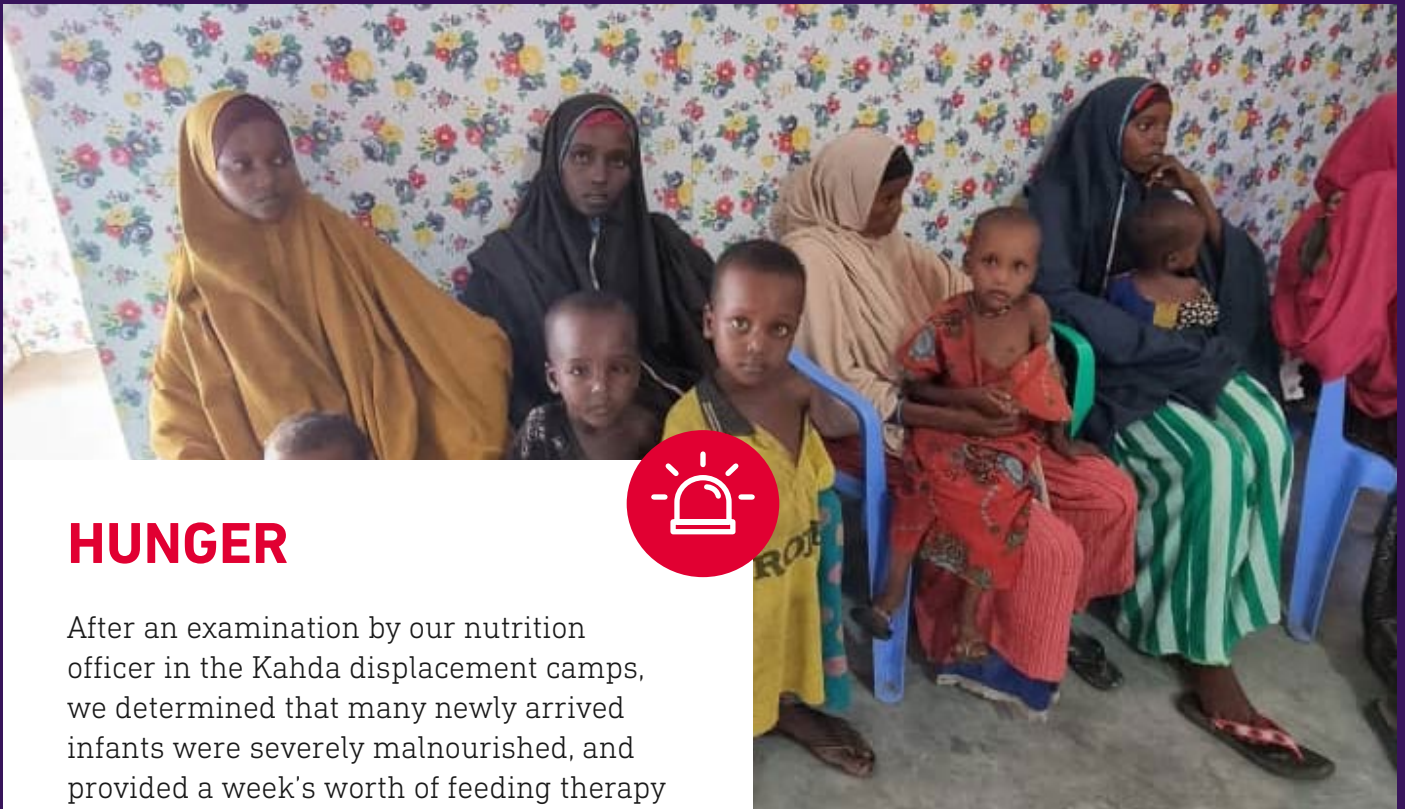 HUNGER
After an examination by our nutrition
officer in the Kahda displacement camps,
we determined that many newly arrived
infants were severely malnourished, and
provided a week's worth of feeding therapy